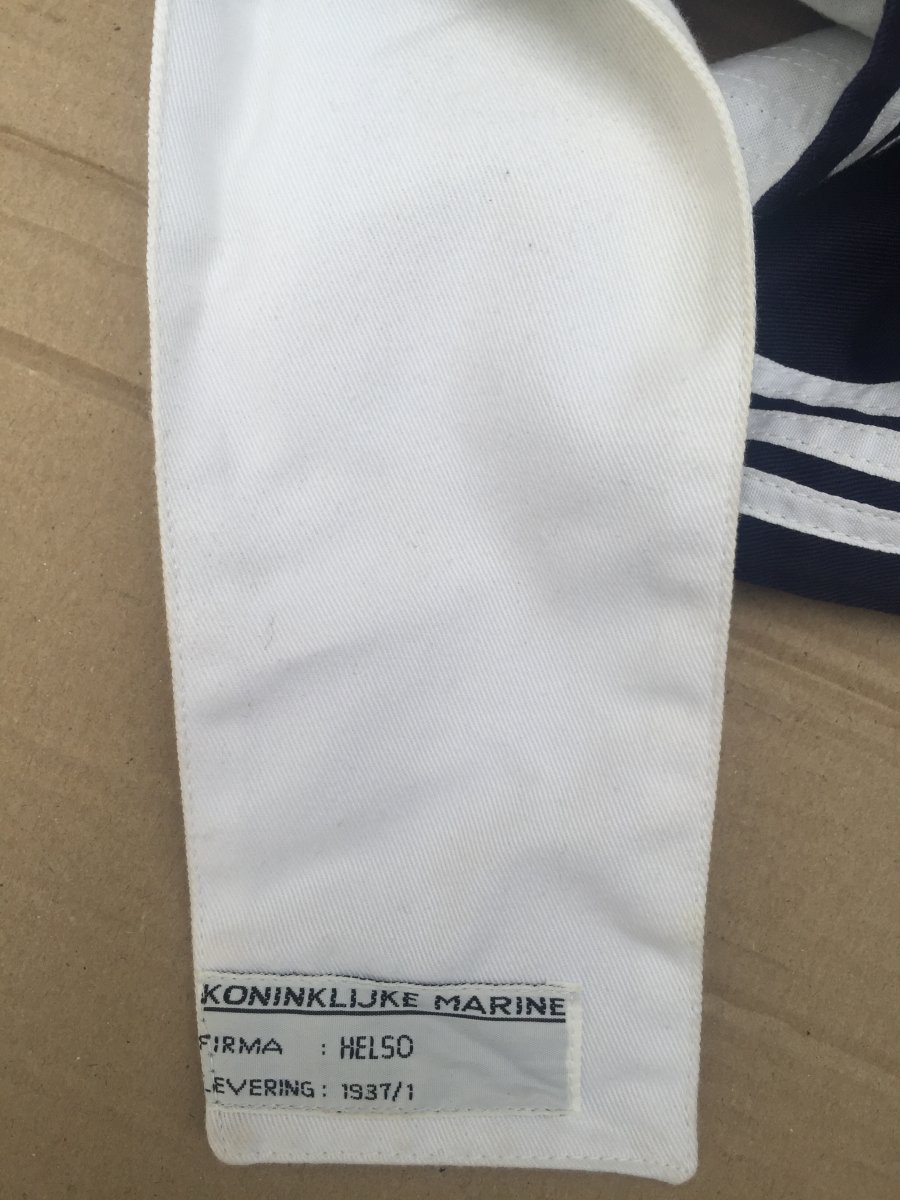 KONINKLIJKE MARINE
FIRMA : HELSO
LEVERING : 1937/1